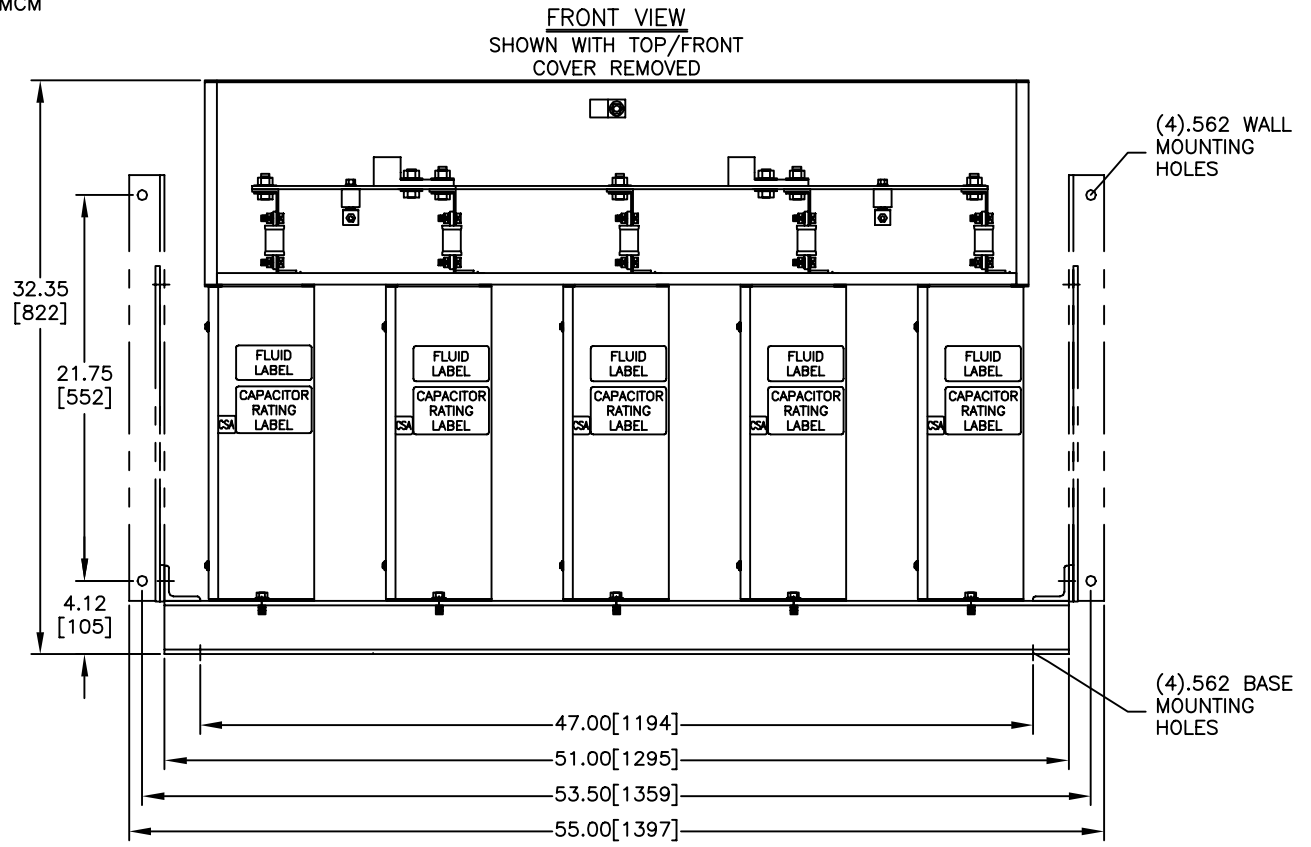 MCM
FRONT VIEW
SHOWN WITH TOP/FRONT
COVER REMOVED
(4).562 WALL
MOUNTING
HOLES
32.35
[822]
21.75
[552]
4.12
[105]
FLUID
LABEL
CAPACITOR
RATING
LABEL
CSA
FLUID
LABEL
CAPACITOR
RATING
LABEL
CSA
FLUID
LABEL
CAPACITOR
RATING
LABEL
CSA
FLUID
LABEL
CAPACITOR
RATING
LABEL
CSA
FLUID
LABEL
CAPACITOR
RATING
LABEL
CSA
(4).562 BASE
MOUNTING
HOLES
47.00[1194]
51.00[1295]
53.50[1359]
55.00[1397]